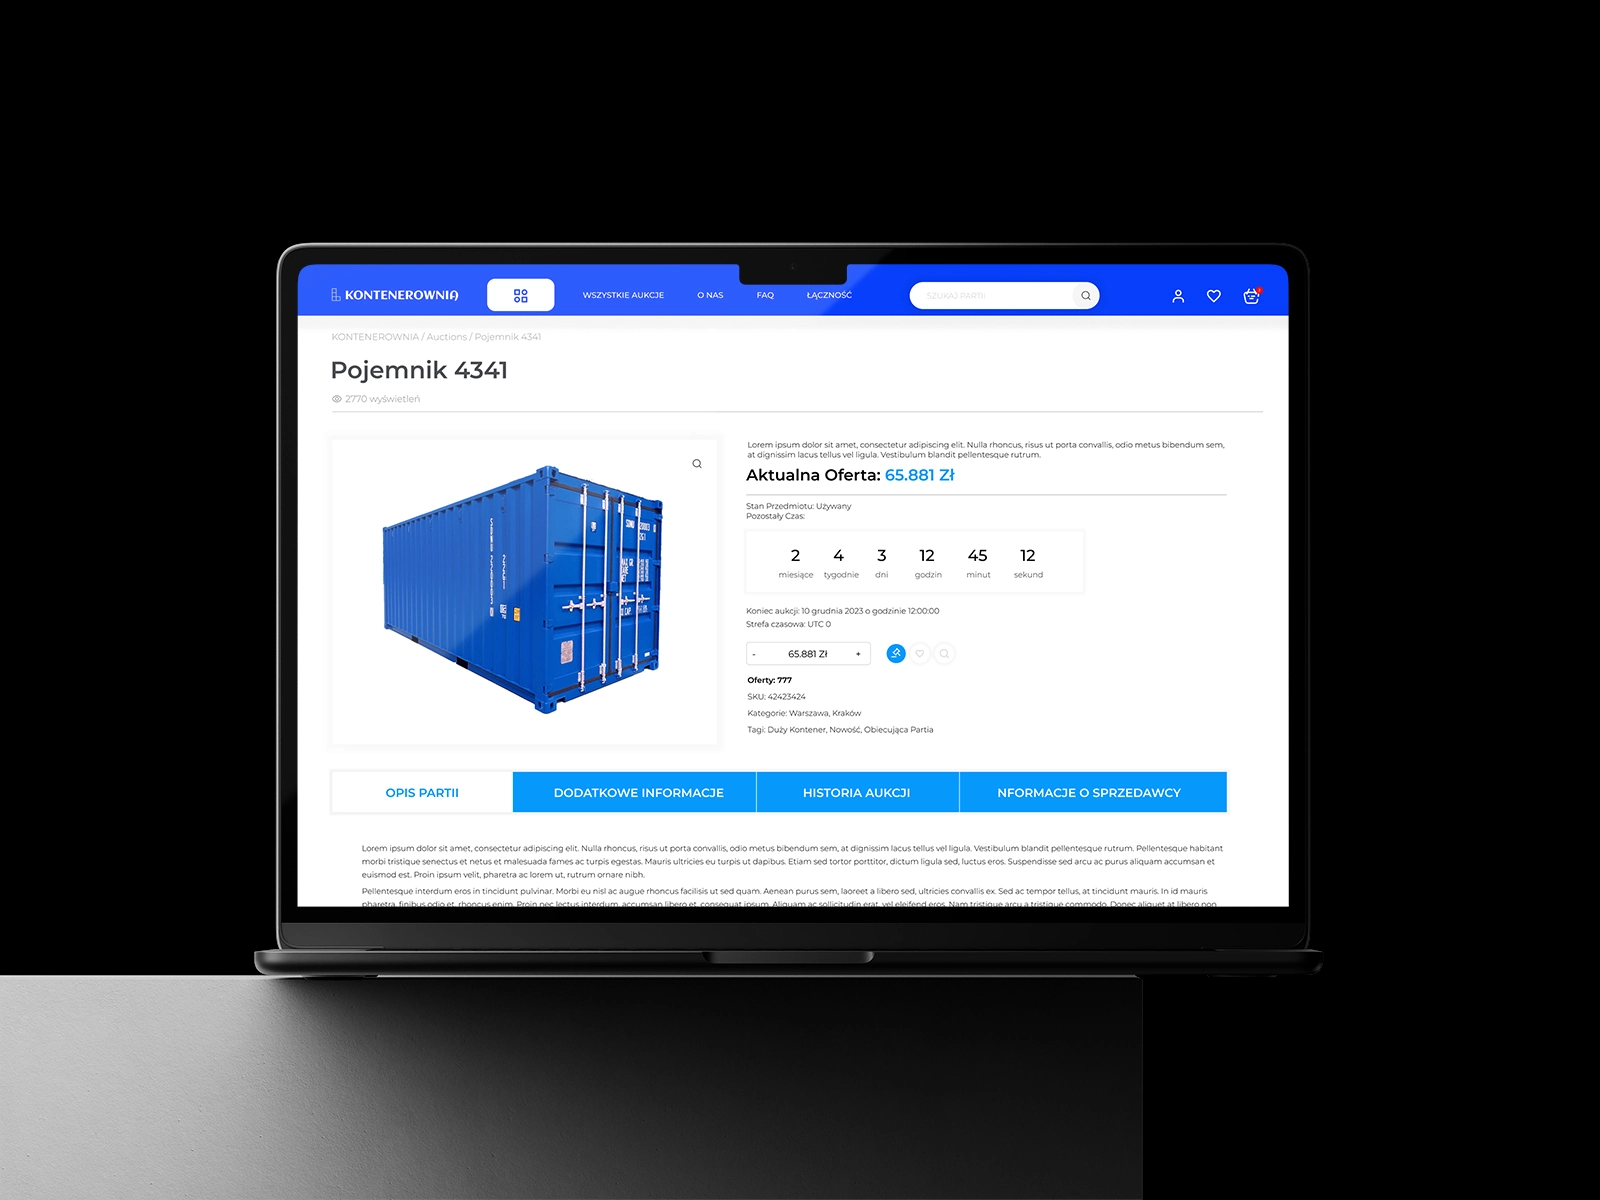 KONTENEROWNIA
WSZYSTKIE AUKCJE
O NAS
FAQ
ŁĄCZNOŚĆ
SZUKAJ PARTII
KONTENEROWNIA / Auctions / Pojemnik 4341
Pojemnik 4341
2770 wyświetleń
Lorem ipsum dolor sit amet, consectetur adipiscing elit. Nulla rhoncus, risus ut porta convallis, odio metus bibendum sem,
at dignissim lacus tellus vel ligula. Vestibulum blandit pellentesque rutrum.
Aktualna Oferta: 65.881 Zł
Stan Przedmiotu: Używany
Pozostały Czas:
2 4 3 12 45 12
miesiące tygodnie dni godzin minut sekund
Koniec aukcji: 10 grudnia 2023 o godzinie 12:00:00
Strefa czasowa: UTC 0
- 65.881 Zł +
Oferty: 777
SKU: 42423424
Kategorie: Warszawa, Kraków
Tagi: Duży Kontener, Nowość, Obiecująca Partia
OPIS PARTII
DODATKOWE INFORMACJE
HISTORIA AUKCJI
NFORMACJE O SPRZEDAWCY
Lorem ipsum dolor sit amet, consectetur adipiscing elit. Nulla rhoncus, risus ut porta convallis, odio metus bibendum sem, at dignissim lacus tellus vel ligula. Vestibulum blandit pellentesque rutrum. Pellentesque habitant
morbi tristique senectus et netus et malesuada fames ac turpis egestas. Mauris ultricies eu turpis ut dapibus. Etiam sed tortor porttitor, dictum ligula sed, luctus eros. Suspendisse sed arcu ac purus aliquam accumsan et
euismod est. Proin ipsum velit, pharetra ac lorem ut, rutrum ornare nibh.
Pellentesque interdum eros in tincidunt pulvinar. Morbi eu nisl ac augue rhoncus facilisis ut sed quam. Aenean purus sem, laoreet a libero sed, ultricies convallis ex. Sed ac tempor tellus, at tincidunt mauris. In id mauris
pharetra, finibus odio et, rhoncus enim. Proin nec lectus interdum, accumsan libero et, consequat ipsum. Aliquam ac sollicitudin erat, vel eleifend eros. Nam tristique arcu a tristique commodo. Donec aliquet at libero non